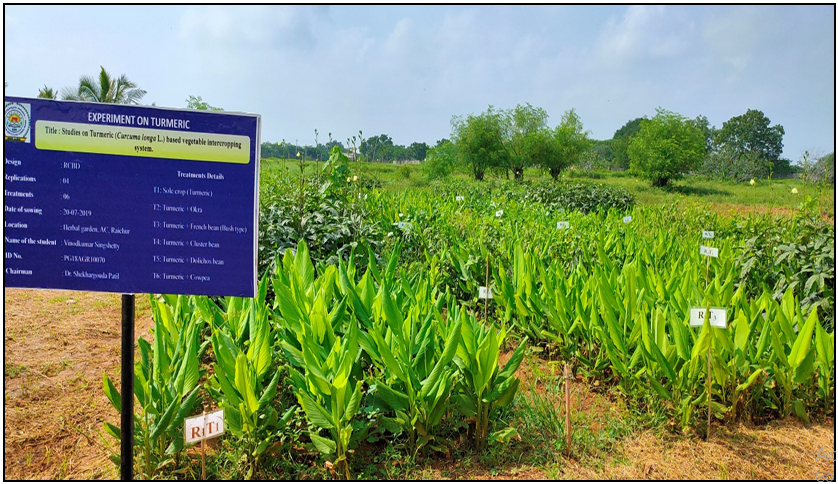 EXPERIMENT ON TURMERIC
Title : Studies on Turmeric (Curcuma longa L.) based vegetable intercropping
system.
Design : RCBD
Replications : 04
Treatments : 06
Date of sowing : 20-07-2019
Location : Herbal garden, AC, Raichur
Name of the student : Vinodkumar Singshetty
ID No. : PG18AGR10070
Chairman : Dr. Shekhargouda Patil
Treatments Details
T1: Sole crop (Turmeric)
T2: Turmeric + Okra
T3: Turmeric + French bean (Bush type)
T4: Turmeric + Cluster bean
T5: Turmeric + Dolichos bean
T6: Turmeric + Cowpea
R1T1